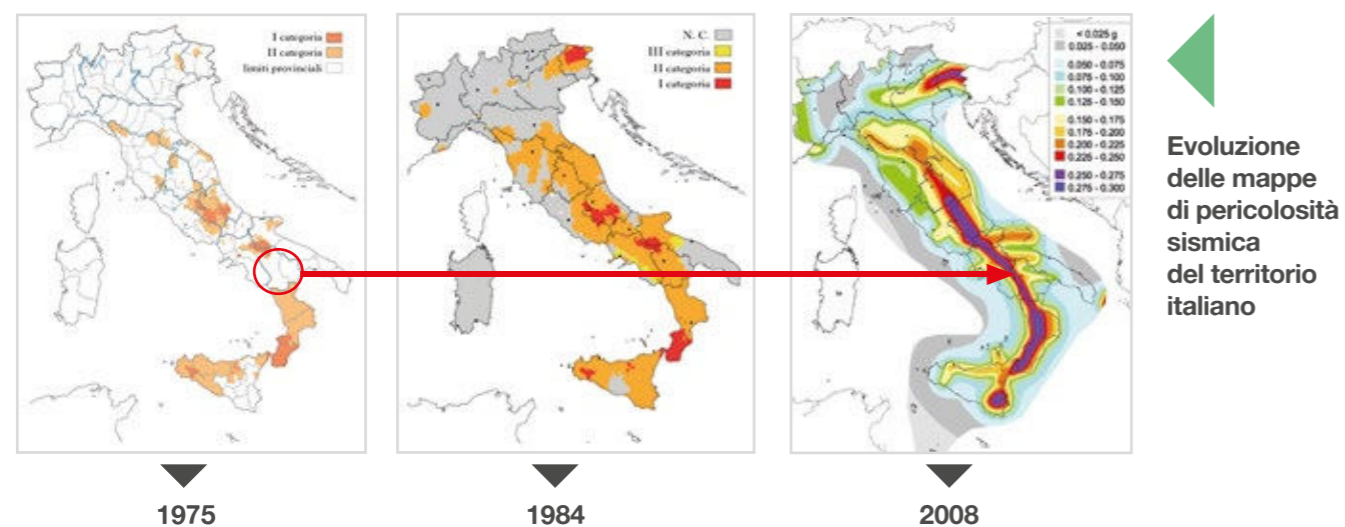 I categoria
II categoria
limiti provinciali
N. C.
III categoria
II categoria
I categoria
< 0.025 g
0.025 - 0.050
0.050 - 0.075
0.075 - 0.100
0.100 - 0.125
0.125 - 0.150
0.150 - 0.175
0.175 - 0.200
0.200 - 0.225
0.225 - 0.250
0.250 - 0.275
0.275 - 0.300
Evoluzione
delle mappe
di pericolosità
sismica
del territorio
italiano
1975
1984
2008